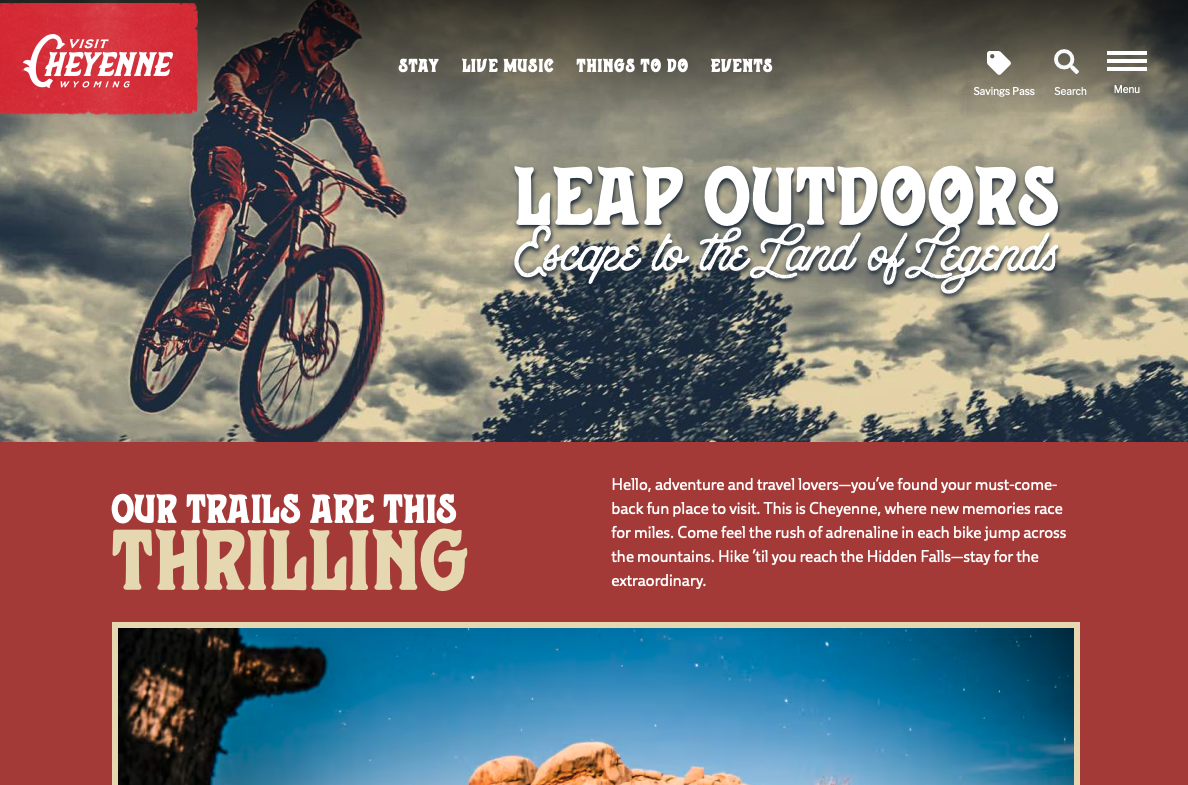 VISIT
CHEYENNE
WYOMING
STAY LIVE MUSIC THINGS TO DO EVENTS
Savings Pass Search Menu
LEAP OUTDOORS
Escape to the Land of Legends
OUR TRAILS ARE THIS
THRILLING
Hello, adventure and travel lovers—you’ve found your must-come-
back fun place to visit. This is Cheyenne, where new memories race
for miles. Come feel the rush of adrenaline in each bike jump across
the mountains. Hike ’til you reach the Hidden Falls—stay for the
extraordinary.